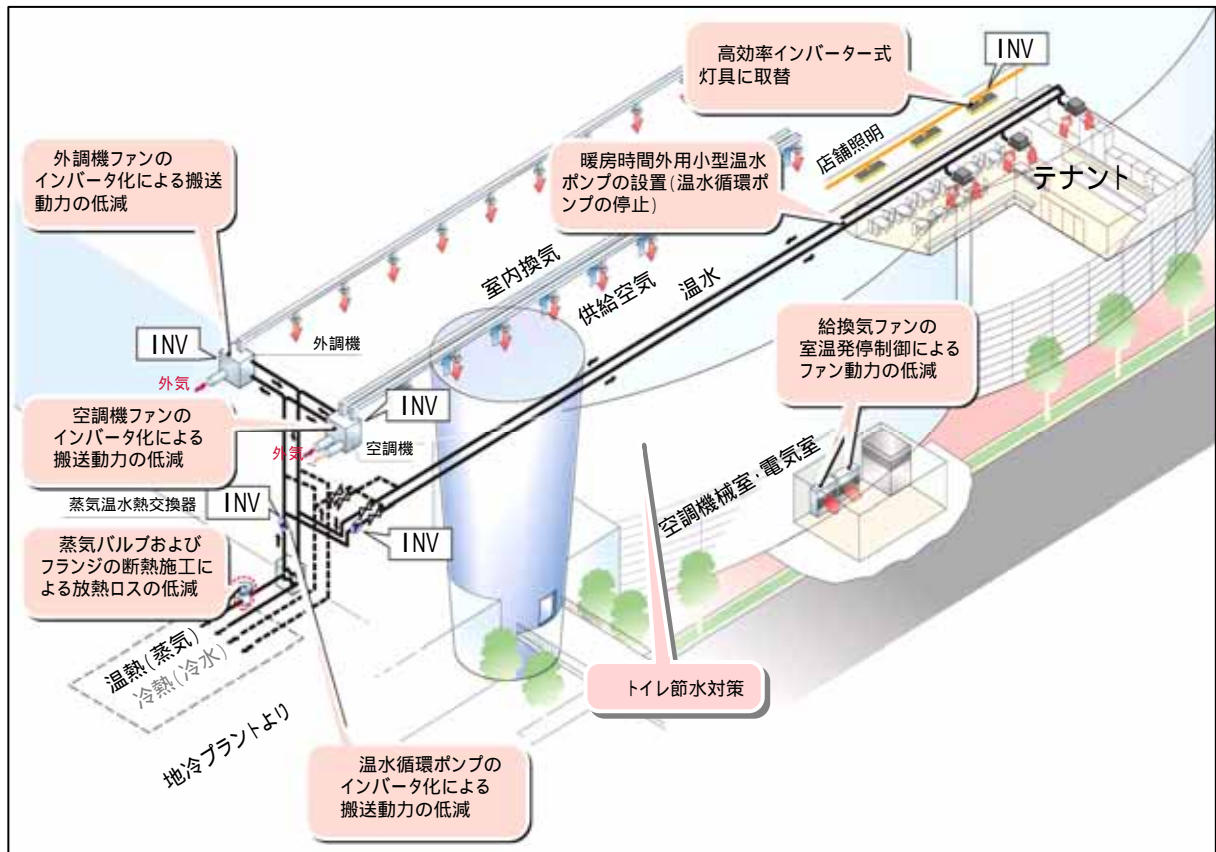 高効率インバーター式
灯具に取替
INV
外調機ファンの
インバータ化による搬送
動力の低減
暖房時間外用小型温水
ポンプの設置(温水循環ポ
ンプの停止)
店舗照明
テナント
室内換気
供給空気
温水
INV
外調機
外気
給換気ファンの
室温発停制御による
ファン動力の低減
空調機ファンの
インバータ化による
搬送動力の低減
INV
空調機
外気
空調機械室・電気室
蒸気温水熱交換器
INV
INV
蒸気バルブおよび
フランジの断熱施工に
よる放熱ロスの低減
温熱(蒸気)
冷熱(冷水)
地冷プラントより
トイレ節水対策
温水循環ポンプの
インバータ化による
搬送動力の低減